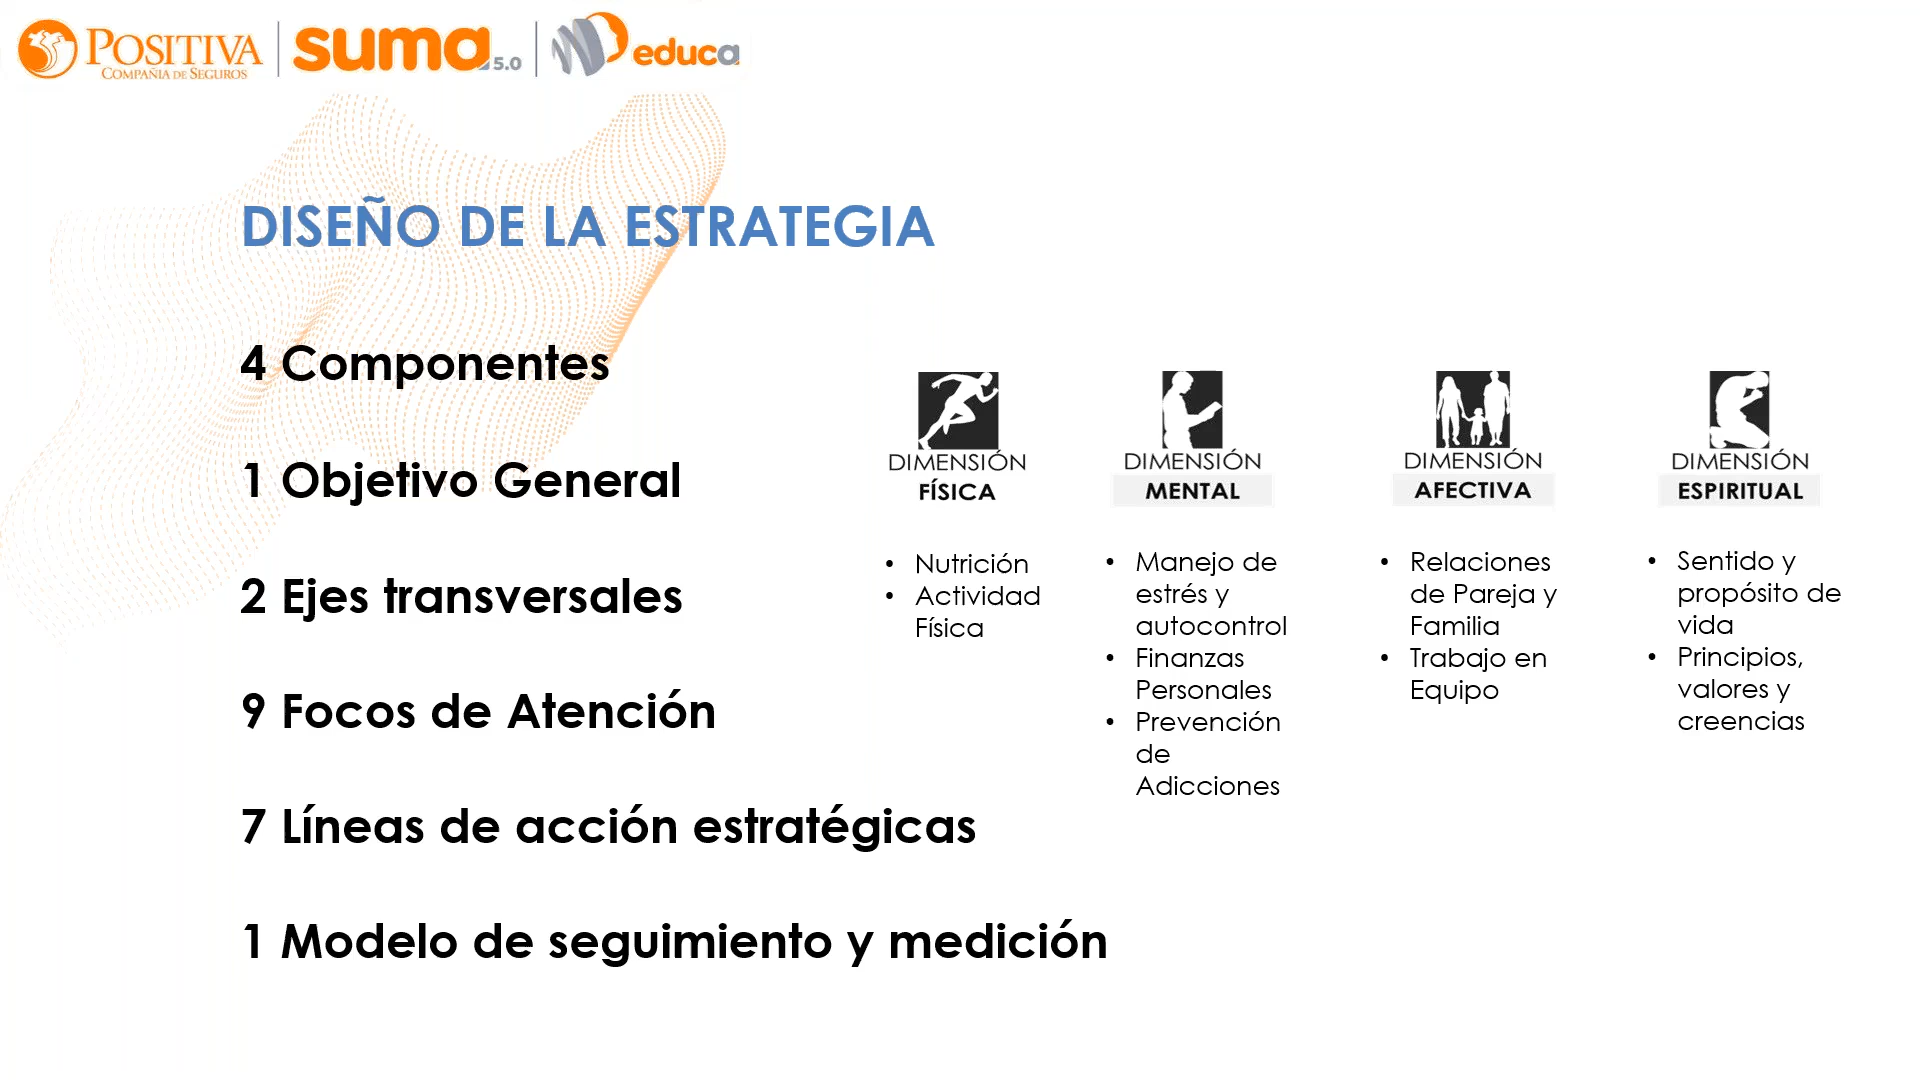 POSITIVA
COMPAÑIA DE SEGUROS
suma 5.0
educa
DISEÑO DE LA ESTRATEGIA
4 Componentes
1 Objetivo General
2 Ejes transversales
9 Focos de Atención
7 Líneas de acción estratégicas
1 Modelo de seguimiento y medición
DIMENSIÓN
FÍSICA
• Nutrición
• Actividad
Física
DIMENSIÓN
MENTAL
• Manejo de
estrés y
autocontrol
• Finanzas
Personales
• Prevención
de
Adicciones
DIMENSIÓN
AFECTIVA
• Relaciones
de Pareja y
Familia
• Trabajo en
Equipo
DIMENSIÓN
ESPIRITUAL
• Sentido y
propósito de
vida
• Principios,
valores y
creencias